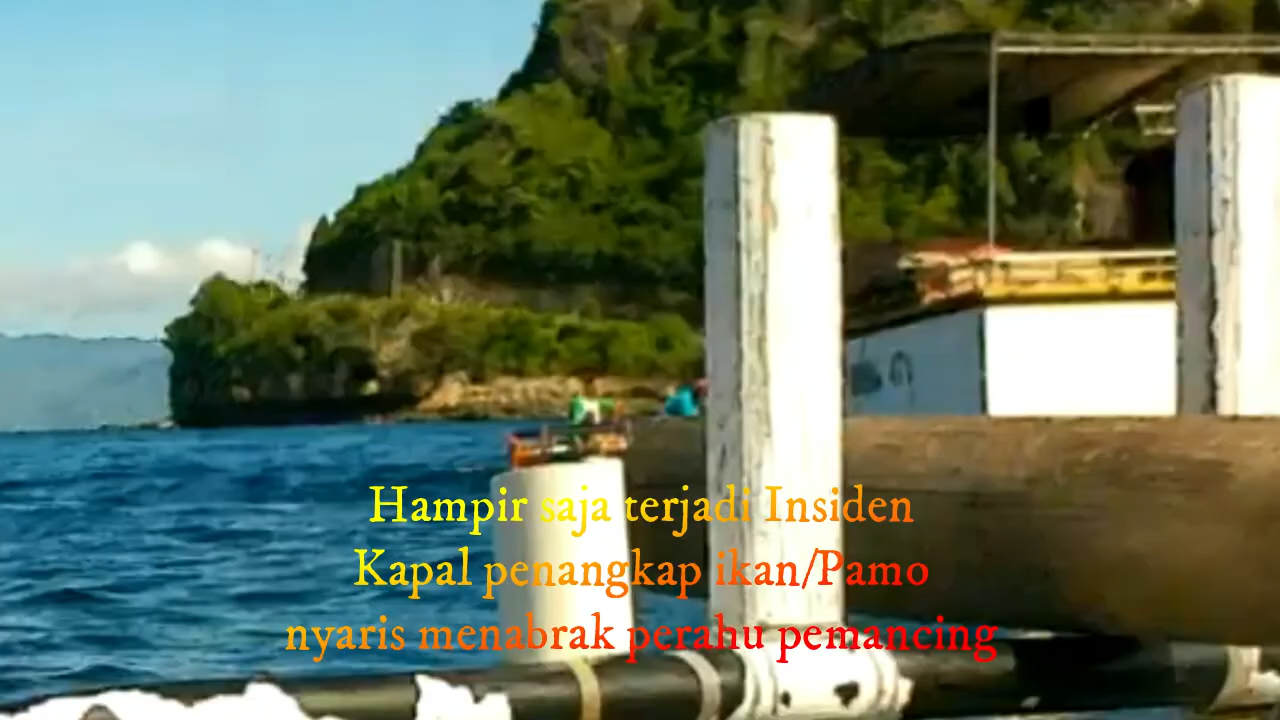 Hampir saja terjadi Insiden
Kapal penangkap ikan/Pamo
nyaris menabrak perahu pemancing